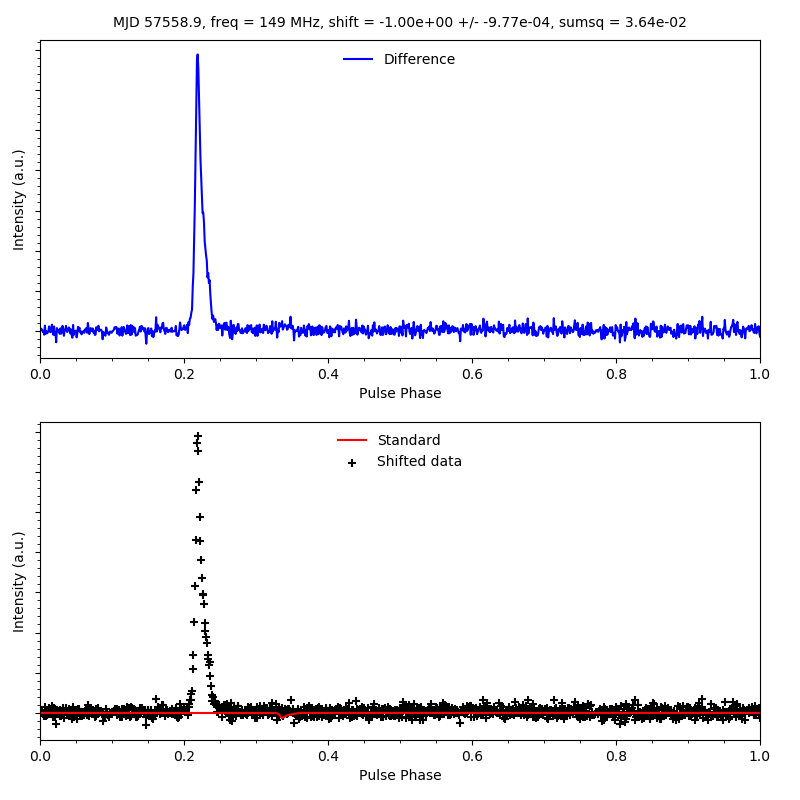 MJD 57558.9, freq = 149 MHz, shift = -1.00e+00 +/- -9.77e-04, sumsq = 3.64e-02
Difference
Intensity (a.u.)
0.0 0.2 0.4 0.6 0.8 1.0
Pulse Phase
Standard
Shifted data
Intensity (a.u.)
0.0 0.2 0.4 0.6 0.8 1.0
Pulse Phase